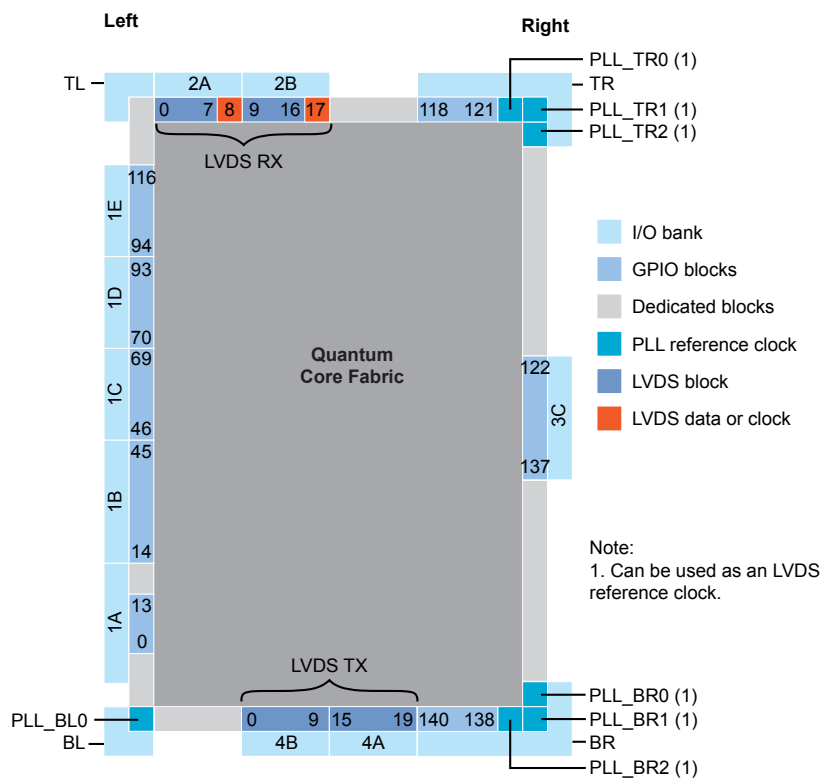 Left
Right
PLL_TR0 (1)
TL
2A
2B
TR
0 7 8 9 16 17
118 121
PLL_TR1 (1)
PLL_TR2 (1)
LVDS RX
116
1E
94
93
1D
70
69
1C
46
45
1B
14
13
1A
0
I/O bank
GPIO blocks
Dedicated blocks
PLL reference clock
LVDS block
LVDS data or clock
Quantum
Core Fabric
122
3C
137
Note:
1. Can be used as an LVDS
reference clock.
LVDS TX
PLL_BR0 (1)
PLL_BL0
0 9 15 19 140 138
PLL_BR1 (1)
BL
4B
4A
BR
PLL_BR2 (1)